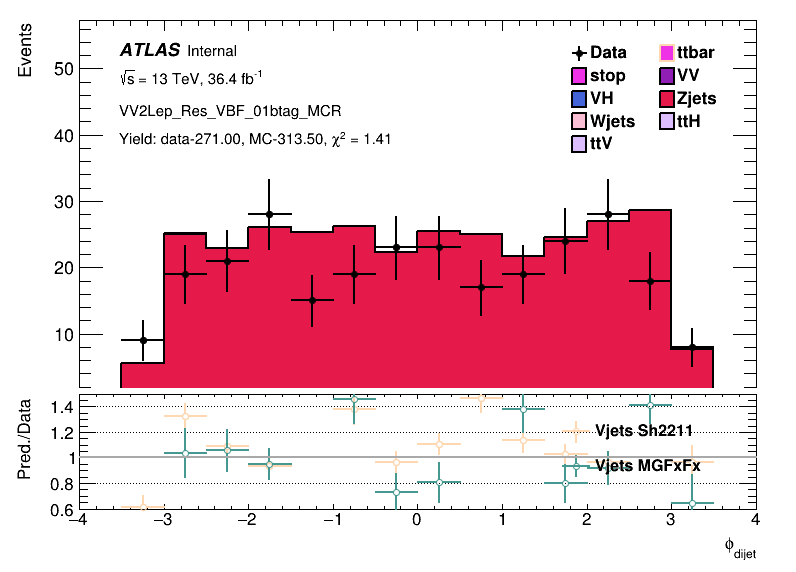 Events
ATLAS Internal
√s = 13 TeV, 36.4 fb⁻¹
VV2Lep_Res_VBF_01btag_MCR
Yield: data-271.00, MC-313.50, χ² = 1.41
Data
ttbar
stop
VV
VH
Zjets
Wjets
ttH
ttV
50
40
30
20
10
Pred./Data
1.4
1.2
1
0.8
0.6
Vjets Sh2211
Vjets MGFxFx
−4 −3 −2 −1 0 1 2 3 4
ϕ_dijet